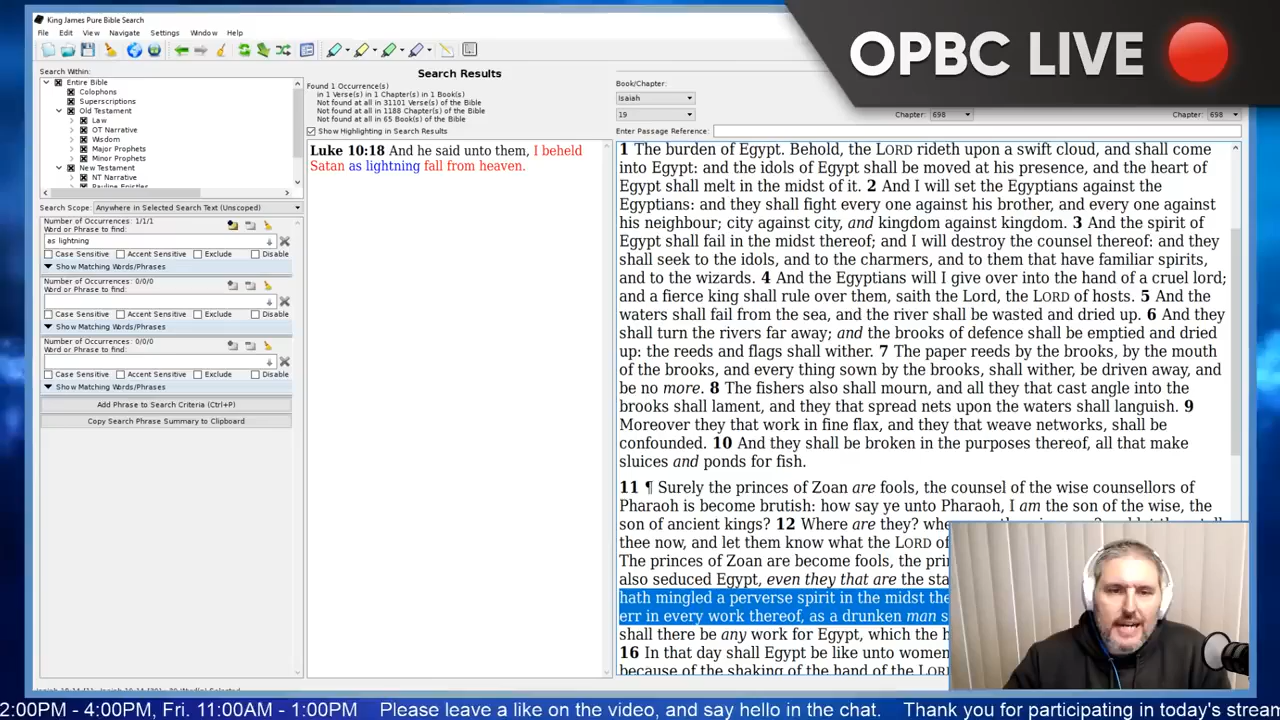 King James Pure Bible Search
OPBC LIVE
File Edit View Navigate Settings Window Help
Search Within:
Entire Bible
Colophons
Superscriptions
Old Testament
Law
OT Narrative
Wisdom
Major Prophets
Minor Prophets
New Testament
NT Narrative
Pauline Epistles
Search Scope: Anywhere in Selected Search Text (Unscoped)
Number of Occurrences: 1/1/1
Word or Phrase to find:
as lightning
Case Sensitive Accent Sensitive Exclude Disable
Show Matching Words/Phrases
Number of Occurrences: 0/0/0
Word or Phrase to find:
Case Sensitive Accent Sensitive Exclude Disable
Show Matching Words/Phrases
Number of Occurrences: 0/0/0
Word or Phrase to find:
Case Sensitive Accent Sensitive Exclude Disable
Show Matching Words/Phrases
Add Phrase to Search Criteria (Ctrl+P)
Copy Search Phrase Summary to Clipboard
Search Results
Found 1 Occurrence(s)
in 1 Verse(s) in 1 Chapter(s) in 1 Book(s)
Not found at all in 31101 Verse(s) of the Bible
Not found at all in 1188 Chapter(s) of the Bible
Not found at all in 65 Book(s) of the Bible
Show Highlighting in Search Results
Luke 10:18 And he said unto them, I beheld
Satan as lightning fall from heaven.
Book/Chapter:
Isaiah
19
Chapter: 698
Chapter: 698
Enter Passage Reference:
1 The burden of Egypt. Behold, the LORD rideth upon a swift cloud, and shall come
into Egypt: and the idols of Egypt shall be moved at his presence, and the heart of
Egypt shall melt in the midst of it. 2 And I will set the Egyptians against the
Egyptians: and they shall fight every one against his brother, and every one against
his neighbour; city against city, and kingdom against kingdom. 3 And the spirit of
Egypt shall fail in the midst thereof; and I will destroy the counsel thereof: and they
shall seek to the idols, and to the charmers, and to them that have familiar spirits,
and to the wizards. 4 And the Egyptians will I give over into the hand of a cruel lord;
and a fierce king shall rule over them, saith the Lord, the LORD of hosts. 5 And the
waters shall fail from the sea, and the river shall be wasted and dried up. 6 And they
shall turn the rivers far away; and the brooks of defence shall be emptied and dried
up: the reeds and flags shall wither. 7 The paper reeds by the brooks, by the mouth
of the brooks, and every thing sown by the brooks, shall wither, be driven away, and
be no more. 8 The fishers also shall mourn, and all they that cast angle into the
brooks shall lament, and they that spread nets upon the waters shall languish. 9
Moreover they that work in fine flax, and they that weave networks, shall be
confounded. 10 And they shall be broken in the purposes thereof, all that make
sluices and ponds for fish.
11 ¶ Surely the princes of Zoan are fools, the counsel of the wise counsellors of
Pharaoh is become brutish: how say ye unto Pharaoh, I am the son of the wise, the
son of ancient kings? 12 Where are they?
thee now, and let them know what the LORD
The princes of Zoan are become fools, the
also seduced Egypt, even they that are the
hath mingled a perverse spirit in the midst
err in every work thereof, as a drunken man
shall there be any work for Egypt, which the
16 In that day shall Egypt be like unto women
because of the shaking of the hand of the
2:00PM - 4:00PM, Fri. 11:00AM - 1:00PM Please leave a like on the video, and say hello in the chat. Thank you for participating in today's